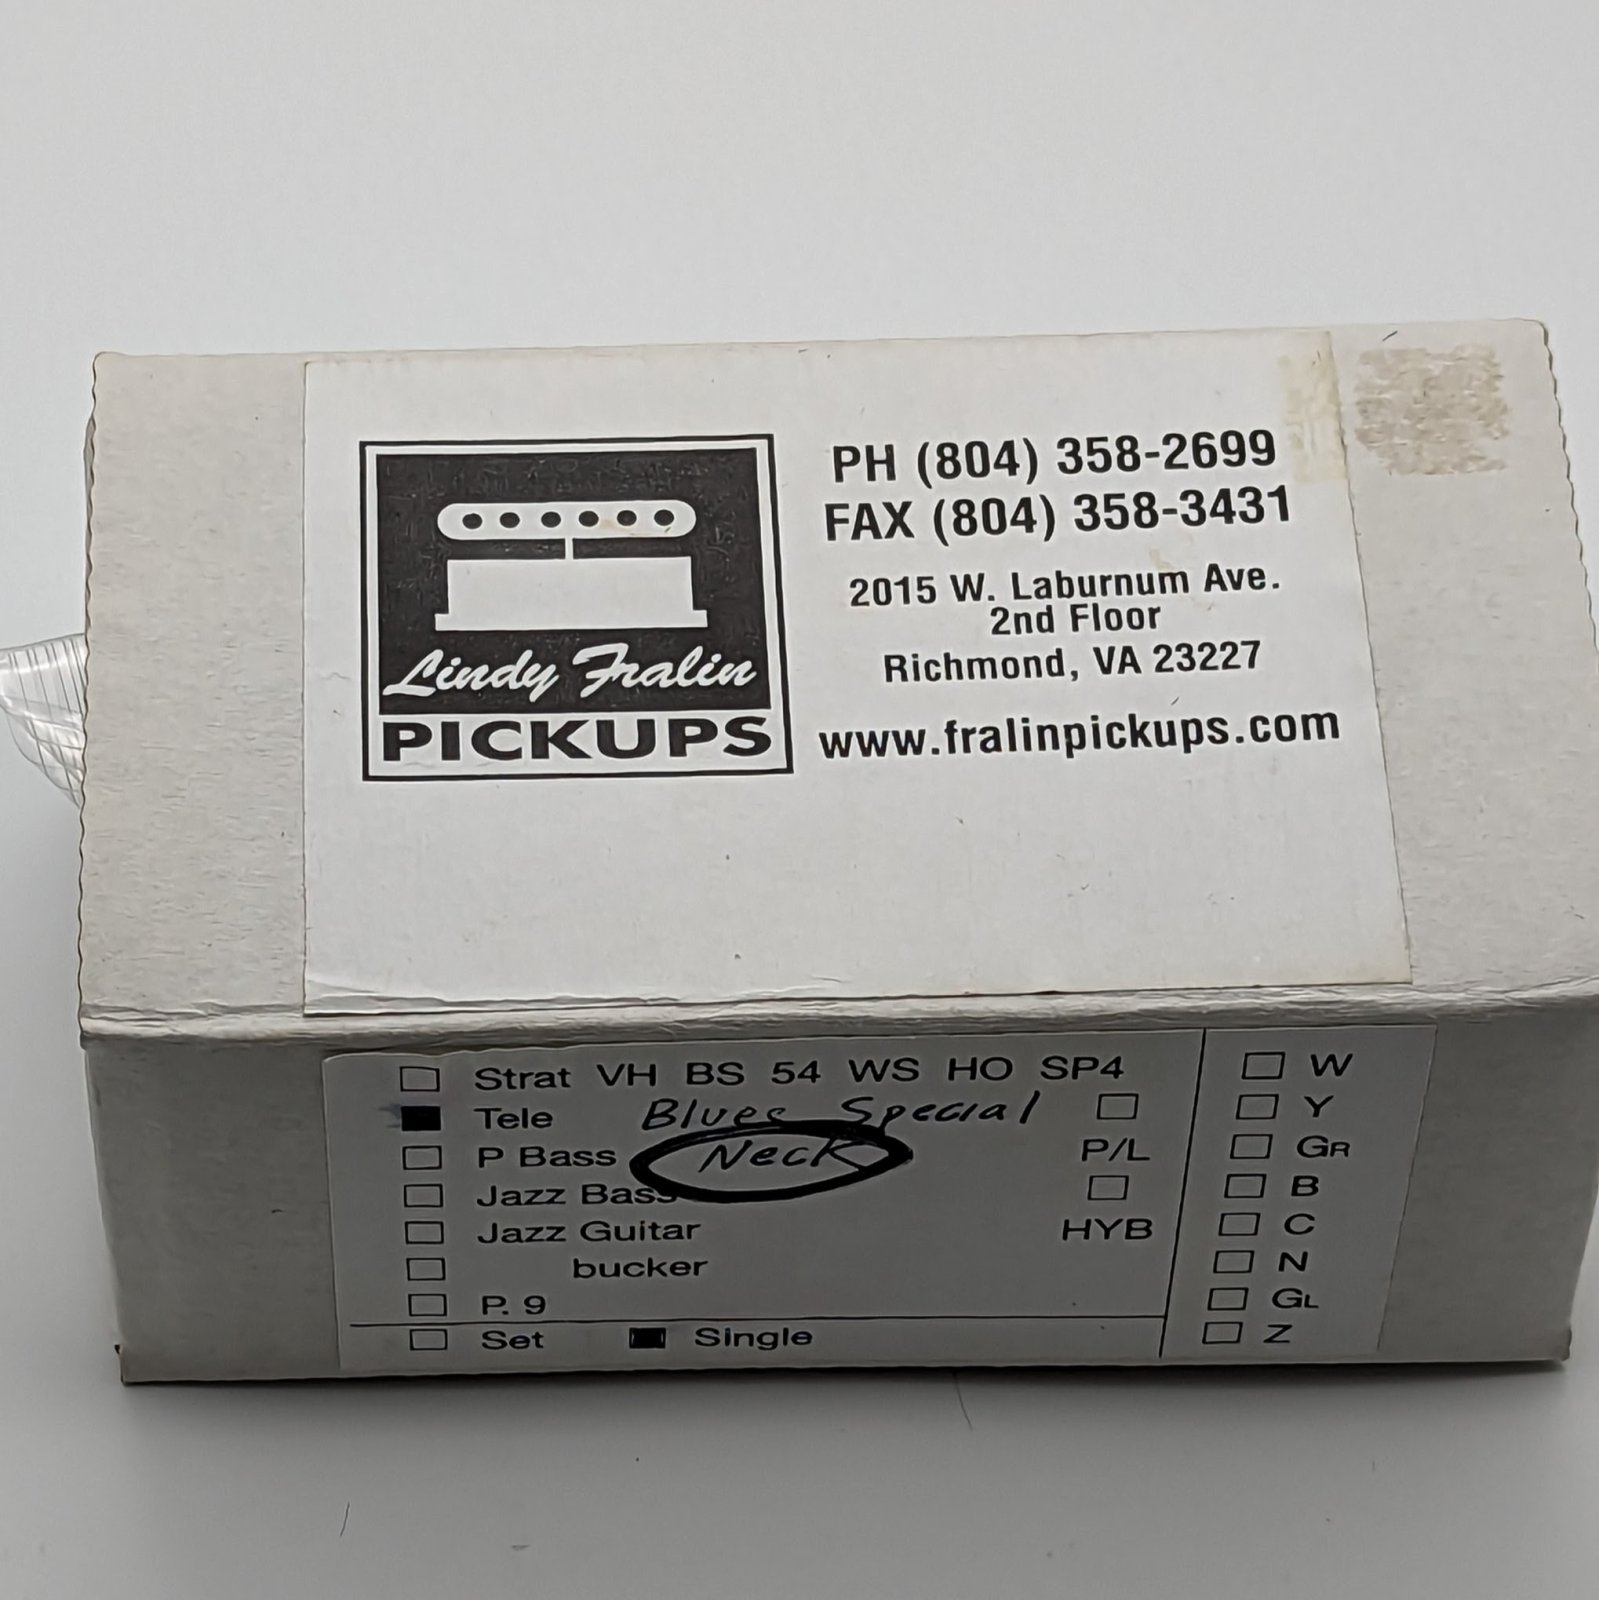 Lindy Fralin
PICKUPS
PH (804) 358-2699
FAX (804) 358-3431
2015 W. Laburnum Ave.
2nd Floor
Richmond, VA 23227
www.fralinpickups.com
Strat VH BS 54 WS HO SP4
Tele Blues Special
P Bass Neck P/L
Jazz Bass
Jazz Guitar HYB
bucker
P. 9
Set Single
W
Y
GR
B
C
N
GL
Z